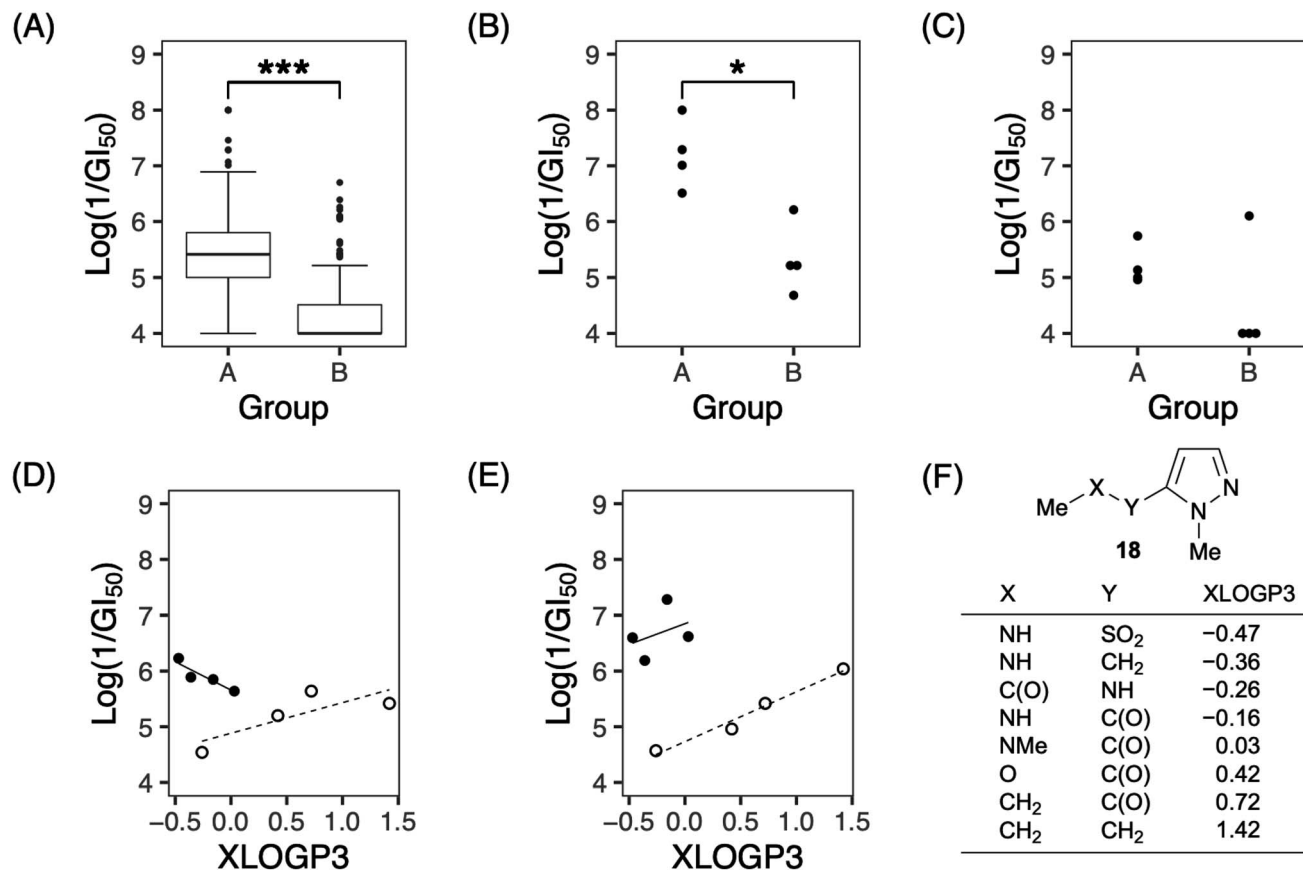 (A)
9
8
7
6
5
4
Log(1/GI₅₀)
***
A B
Group
(B)
9
8
7
6
5
4
Log(1/GI₅₀)
*
A B
Group
(C)
9
8
7
6
5
4
Log(1/GI₅₀)
A B
Group
(D)
9
8
7
6
5
4
Log(1/GI₅₀)
−0.5 0.0 0.5 1.0 1.5
XLOGP3
(E)
9
8
7
6
5
4
Log(1/GI₅₀)
−0.5 0.0 0.5 1.0 1.5
XLOGP3
(F)
Me X Y N N
18 Me
X Y XLOGP3
NH SO₂ −0.47
NH CH₂ −0.36
C(O) NH −0.26
NH C(O) −0.16
NMe C(O) 0.03
O C(O) 0.42
CH₂ C(O) 0.72
CH₂ CH₂ 1.42